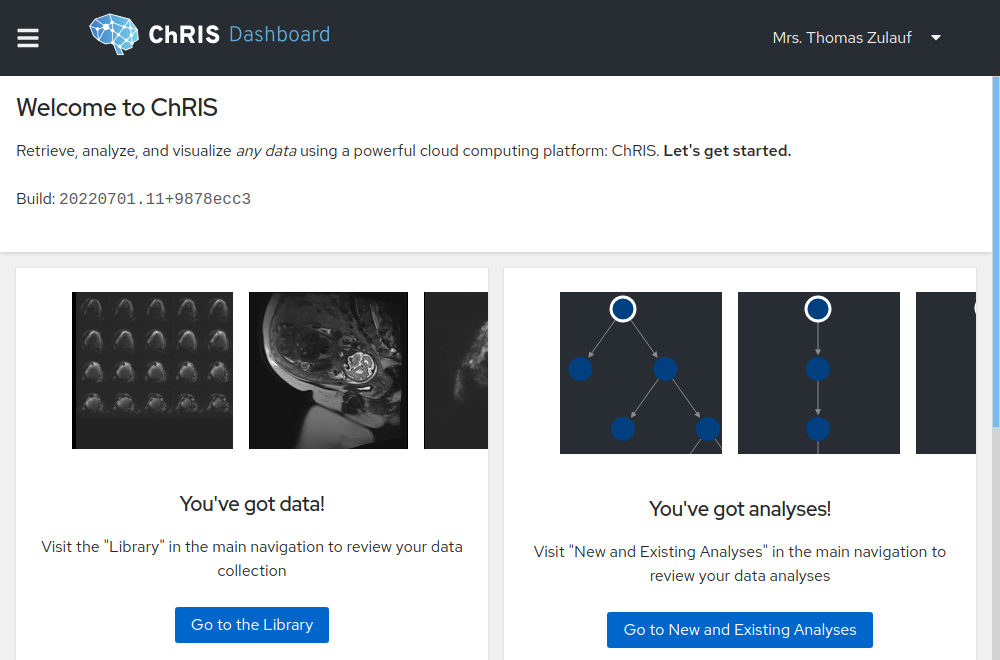 ChRIS Dashboard
Mrs. Thomas Zulauf
Welcome to ChRIS
Retrieve, analyze, and visualize any data using a powerful cloud computing platform: ChRIS. Let's get started.
Build: 20220701.11+9878ecc3
You've got data!
Visit the "Library" in the main navigation to review your data
collection
Go to the Library
You've got analyses!
Visit "New and Existing Analyses" in the main navigation to
review your data analyses
Go to New and Existing Analyses